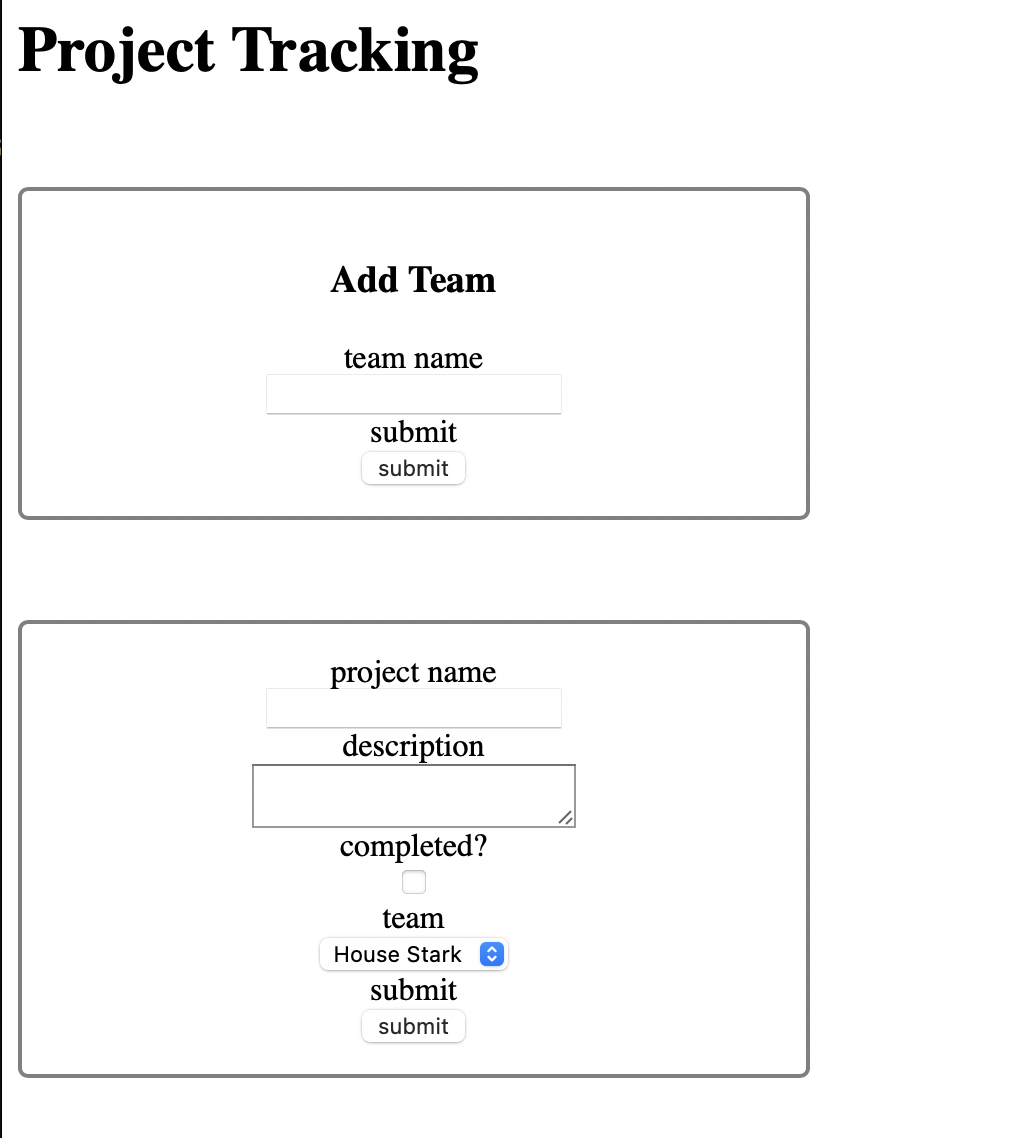 Project Tracking
Add Team
team name
submit
submit
project name
description
completed?
team
House Stark
submit
submit